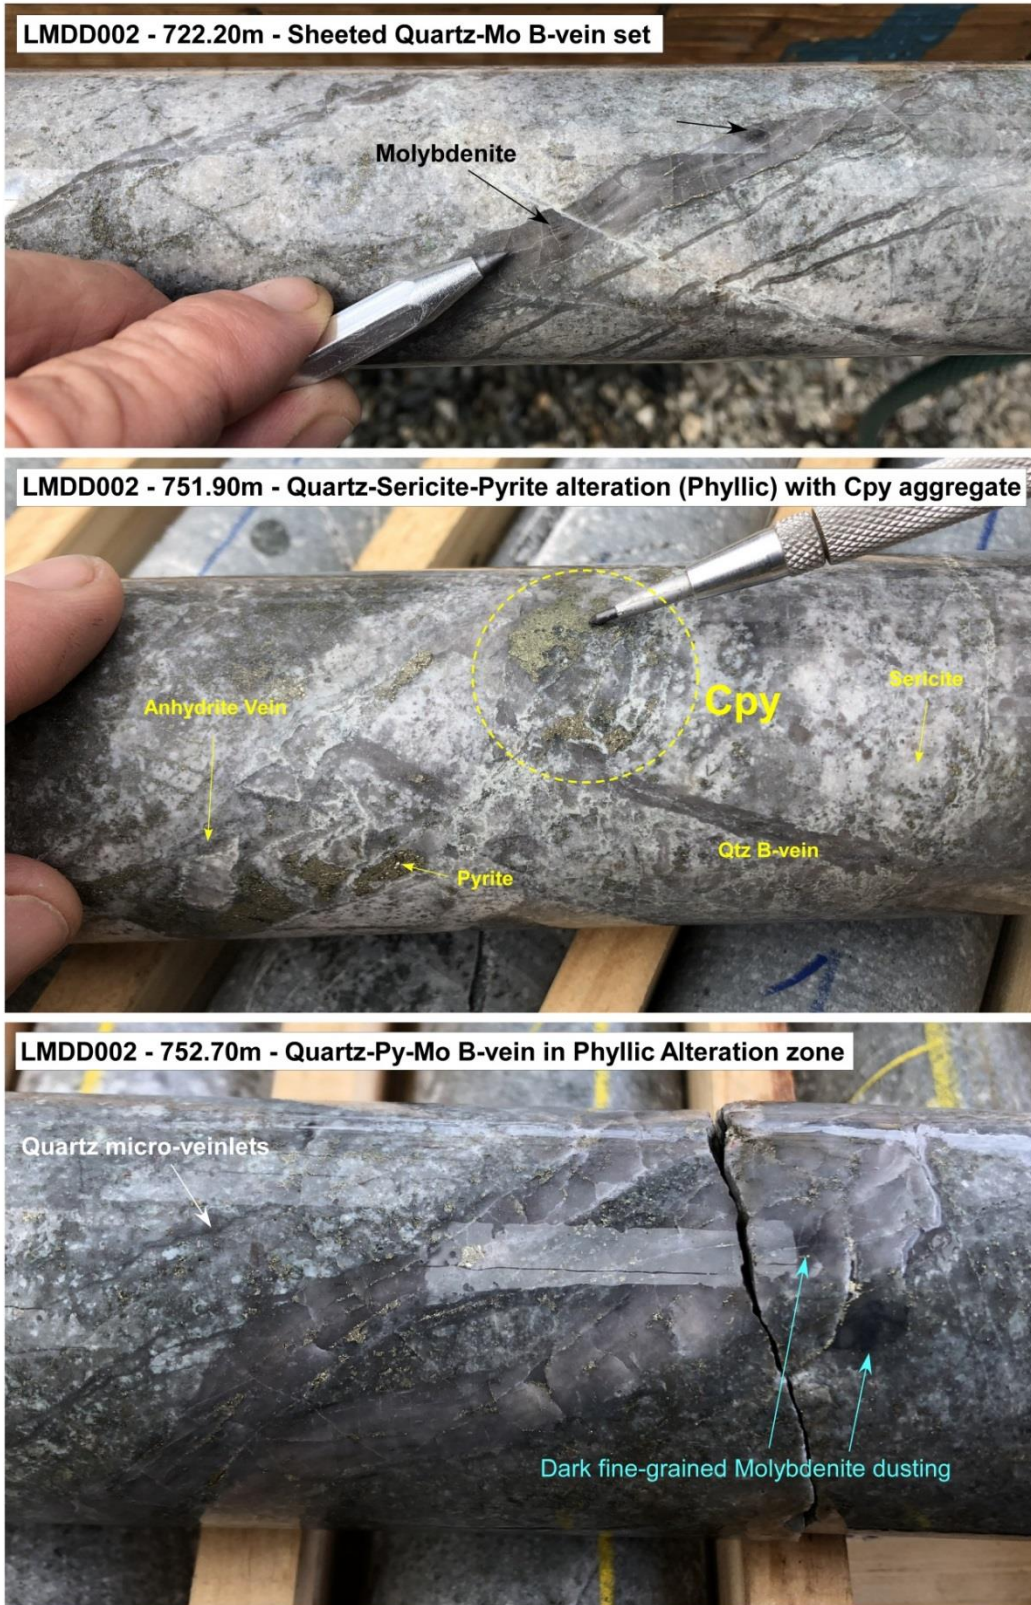 LMDD002 - 722.20m - Sheeted Quartz-Mo B-vein set
Molybdenite
LMDD002 - 751.90m - Quartz-Sericite-Pyrite alteration (Phyllic) with Cpy aggregate
Sericite
Anhydrite Vein
Cpy
Qtz B-vein
Pyrite
LMDD002 - 752.70m - Quartz-Py-Mo B-vein in Phyllic Alteration zone
Quartz micro-veinlets
Dark fine-grained Molybdenite dusting